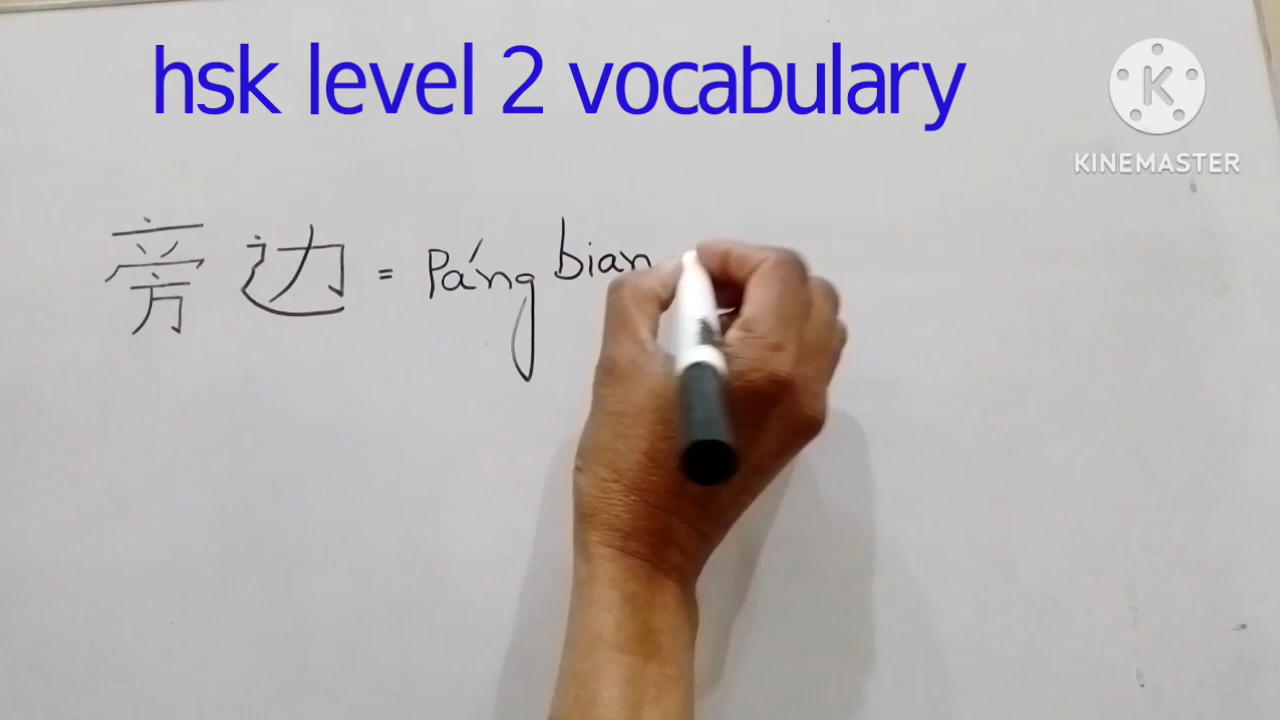 hsk level 2 vocabulary
K
KINEMASTER
旁边 = Páng bian